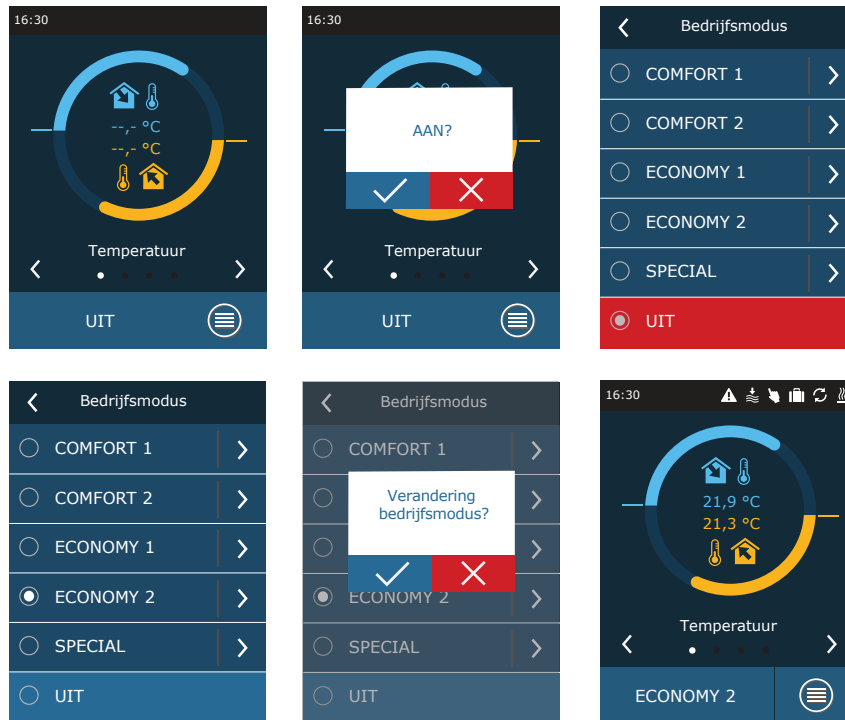 16:30
--,- °C
--,- °C
Temperatuur
UIT
16:30
AAN?
Temperatuur
UIT
Bedrijfsmodus
COMFORT 1
COMFORT 2
ECONOMY 1
ECONOMY 2
SPECIAL
UIT
Bedrijfsmodus
COMFORT 1
COMFORT 2
ECONOMY 1
ECONOMY 2
SPECIAL
UIT
Bedrijfsmodus
COMFORT 1
Verandering
bedrijfsmodus?
ECONOMY 2
SPECIAL
UIT
16:30
21,9 °C
21,3 °C
Temperatuur
ECONOMY 2